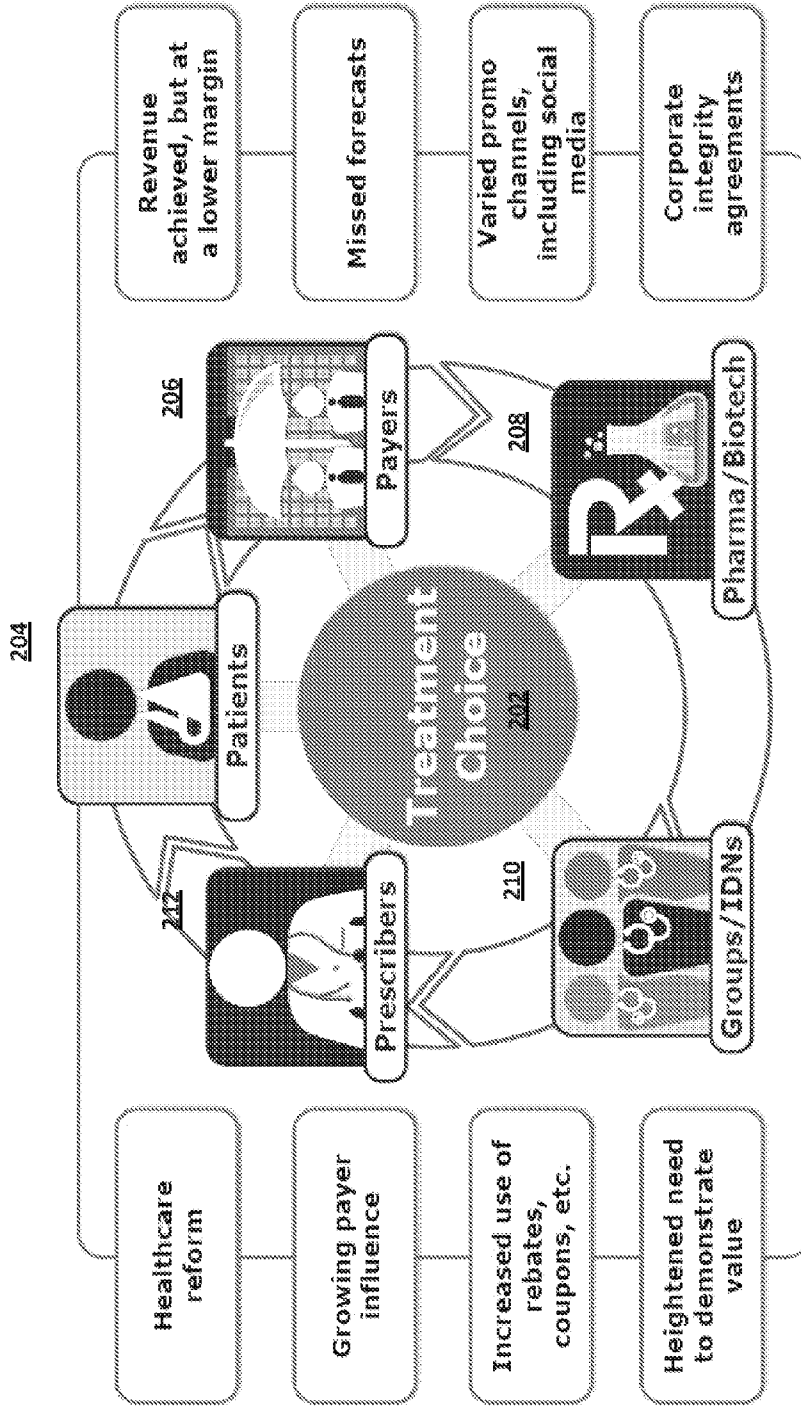 Healthcare
reform
Growing payer
influence
Increased use of
rebates,
coupons, etc.
Heightened need
to demonstrate
value
204
Patients
212
Prescribers
206
Payers
Treatment
Choice
202
210
Groups/IDNs
208
Pharma/Biotech
Rx
Revenue
achieved, but at
a lower margin
Missed forecasts
Varied promo
channels,
including social
media
Corporate
integrity
agreements